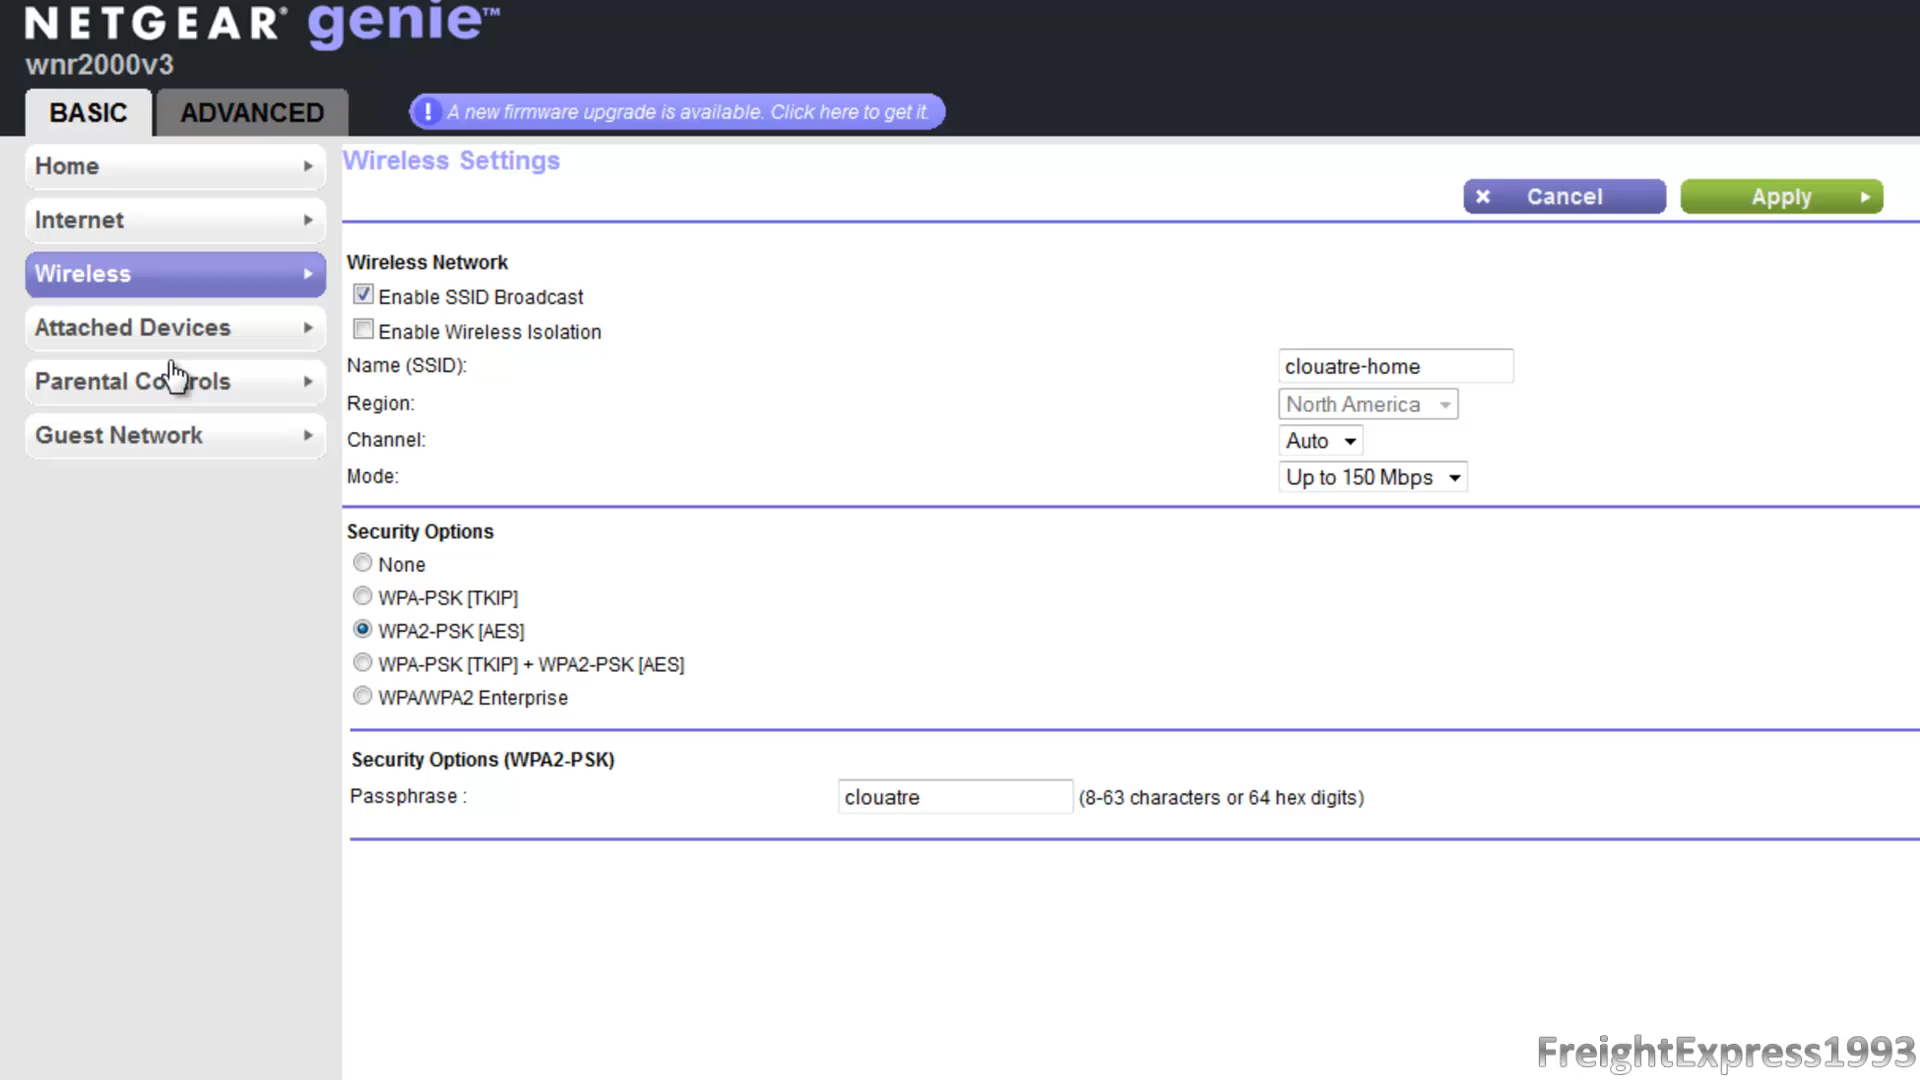 NETGEAR® genie™
wnr2000v3
BASIC
ADVANCED
! A new firmware upgrade is available. Click here to get it.
Home
Internet
Wireless
Attached Devices
Parental Controls
Guest Network
Wireless Settings
× Cancel
Apply
Wireless Network
Enable SSID Broadcast
Enable Wireless Isolation
Name (SSID): clouatre-home
Region: North America
Channel: Auto
Mode: Up to 150 Mbps
Security Options
None
WPA-PSK [TKIP]
WPA2-PSK [AES]
WPA-PSK [TKIP] + WPA2-PSK [AES]
WPA/WPA2 Enterprise
Security Options (WPA2-PSK)
Passphrase : clouatre (8-63 characters or 64 hex digits)
FreightExpress1993